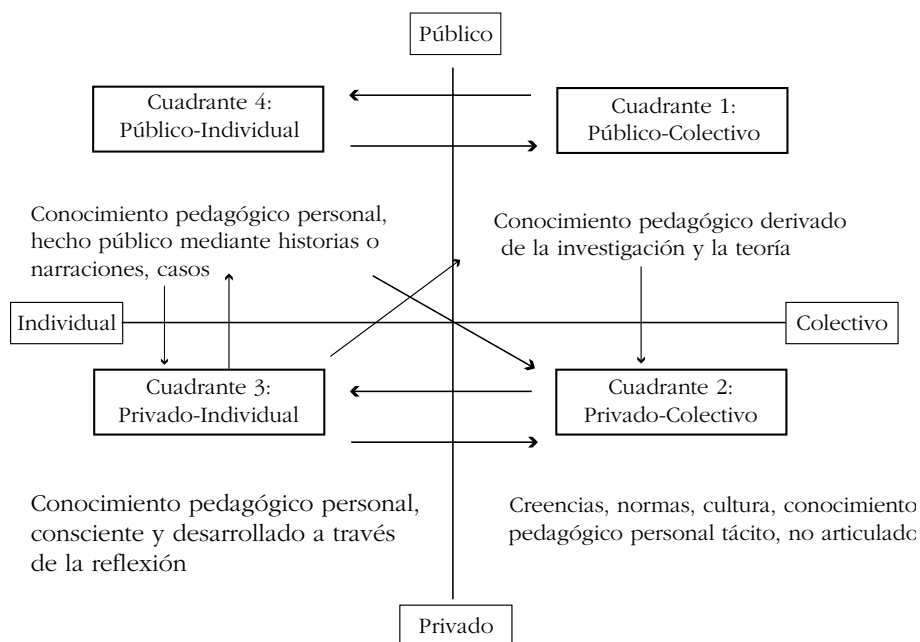 Público
Cuadrante 4:
Público-Individual
Cuadrante 1:
Público-Colectivo
Conocimiento pedagógico personal,
hecho público mediante historias o
narraciones, casos
Conocimiento pedagógico derivado
de la investigación y la teoría
Individual
Colectivo
Cuadrante 3:
Privado-Individual
Cuadrante 2:
Privado-Colectivo
Conocimiento pedagógico personal,
consciente y desarrollado a través
de la reflexión
Creencias, normas, cultura, conocimiento
pedagógico personal tácito, no articulado
Privado